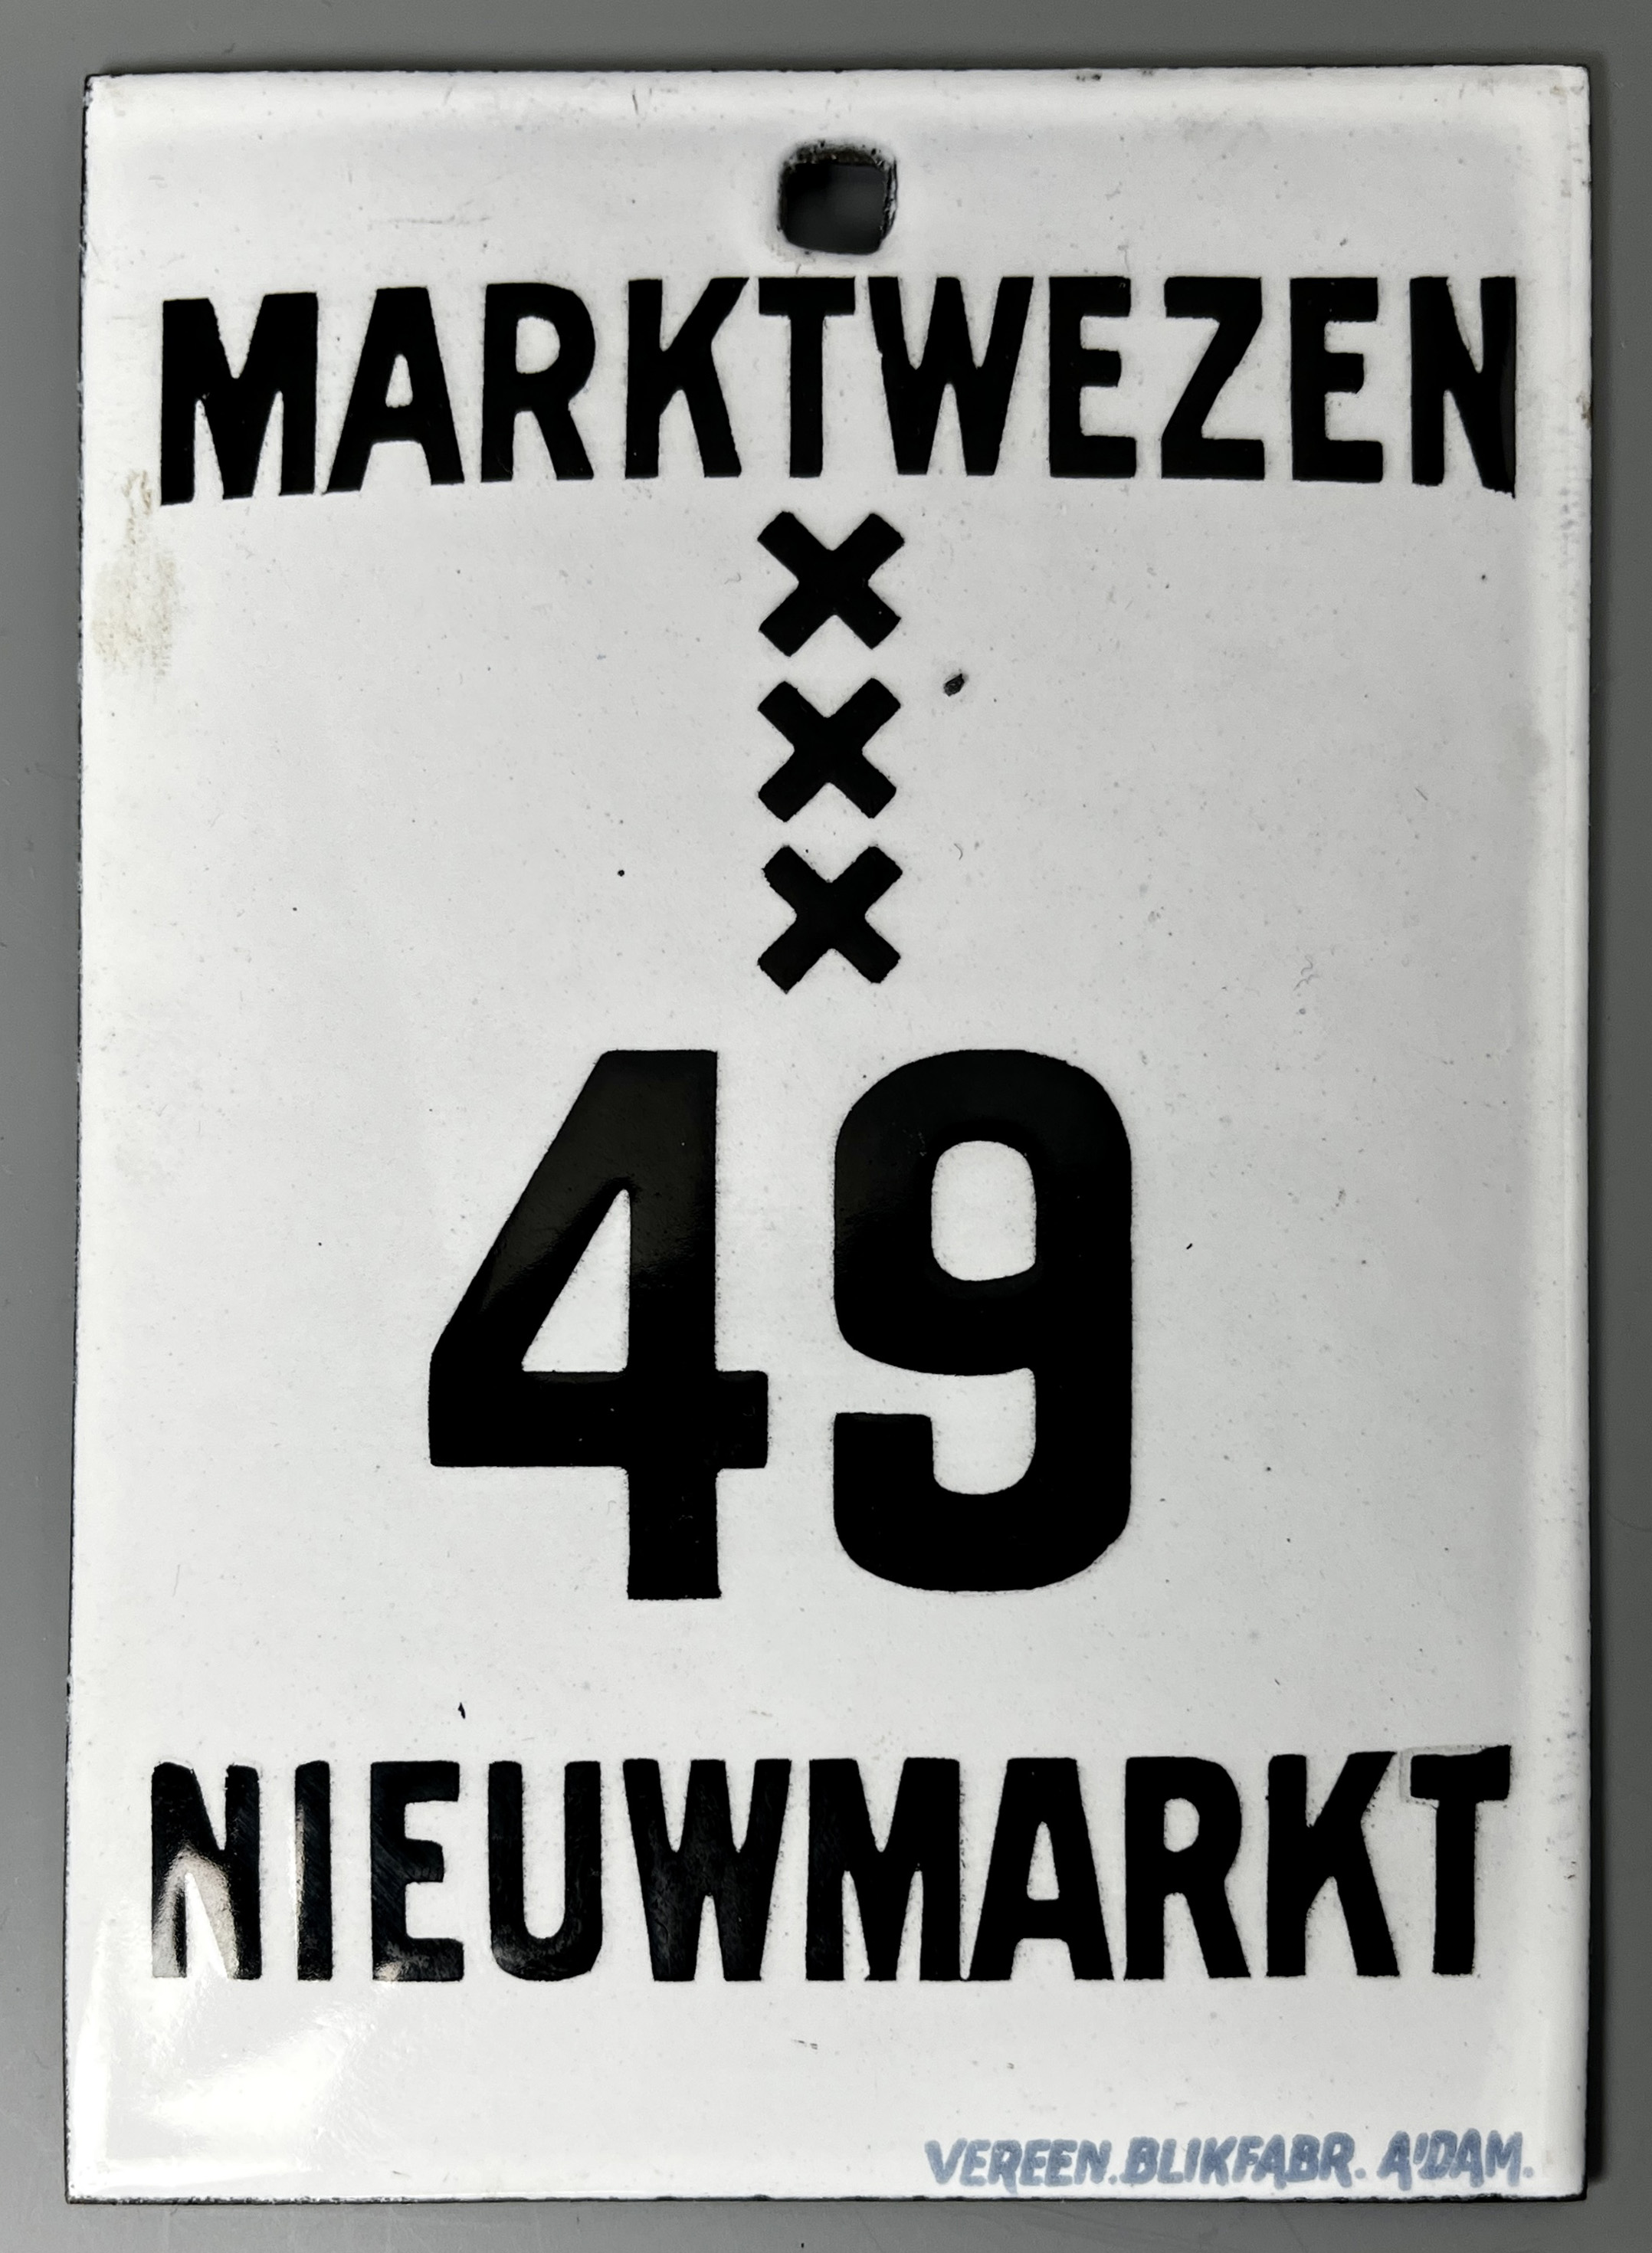 MARKTWEZEN
X
X
X
49
NIEUWMARKT
VEREEN.BLIKFABR. A'DAM.